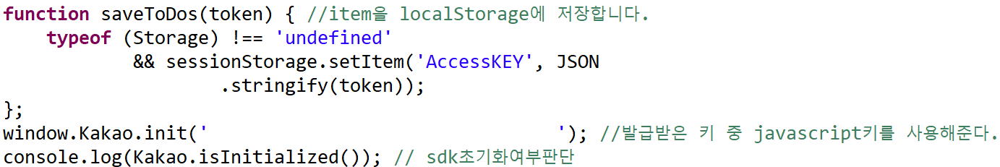 function saveToDos(token) { //item을 localStorage에 저장합니다.
typeof (Storage) !== 'undefined'
&& sessionStorage.setItem('AccessKEY', JSON
.stringify(token));
};
window.Kakao.init(' '); //발급받은 키 중 javascript키를 사용해준다.
console.log(Kakao.isInitialized()); // sdk초기화여부판단